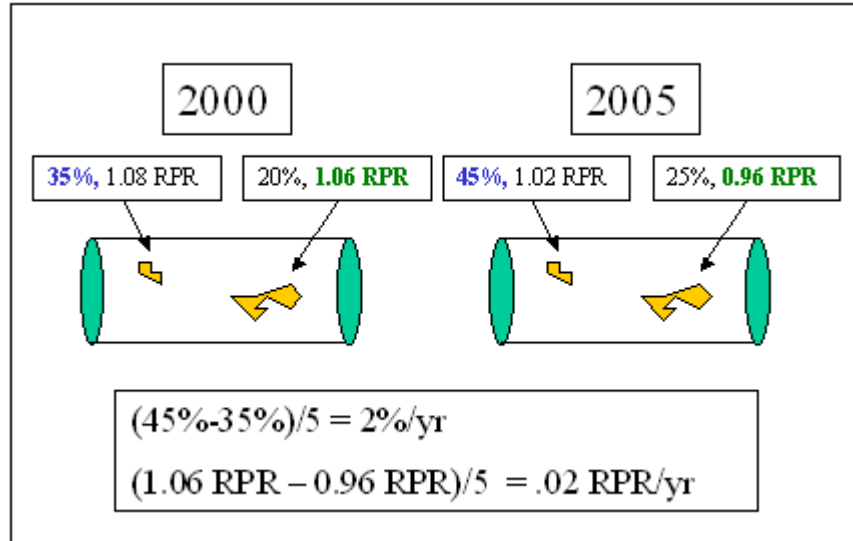 2000
2005
35%, 1.08 RPR
20%, 1.06 RPR
45%, 1.02 RPR
25%, 0.96 RPR
(45%-35%)/5 = 2%/yr
(1.06 RPR – 0.96 RPR)/5 = .02 RPR/yr